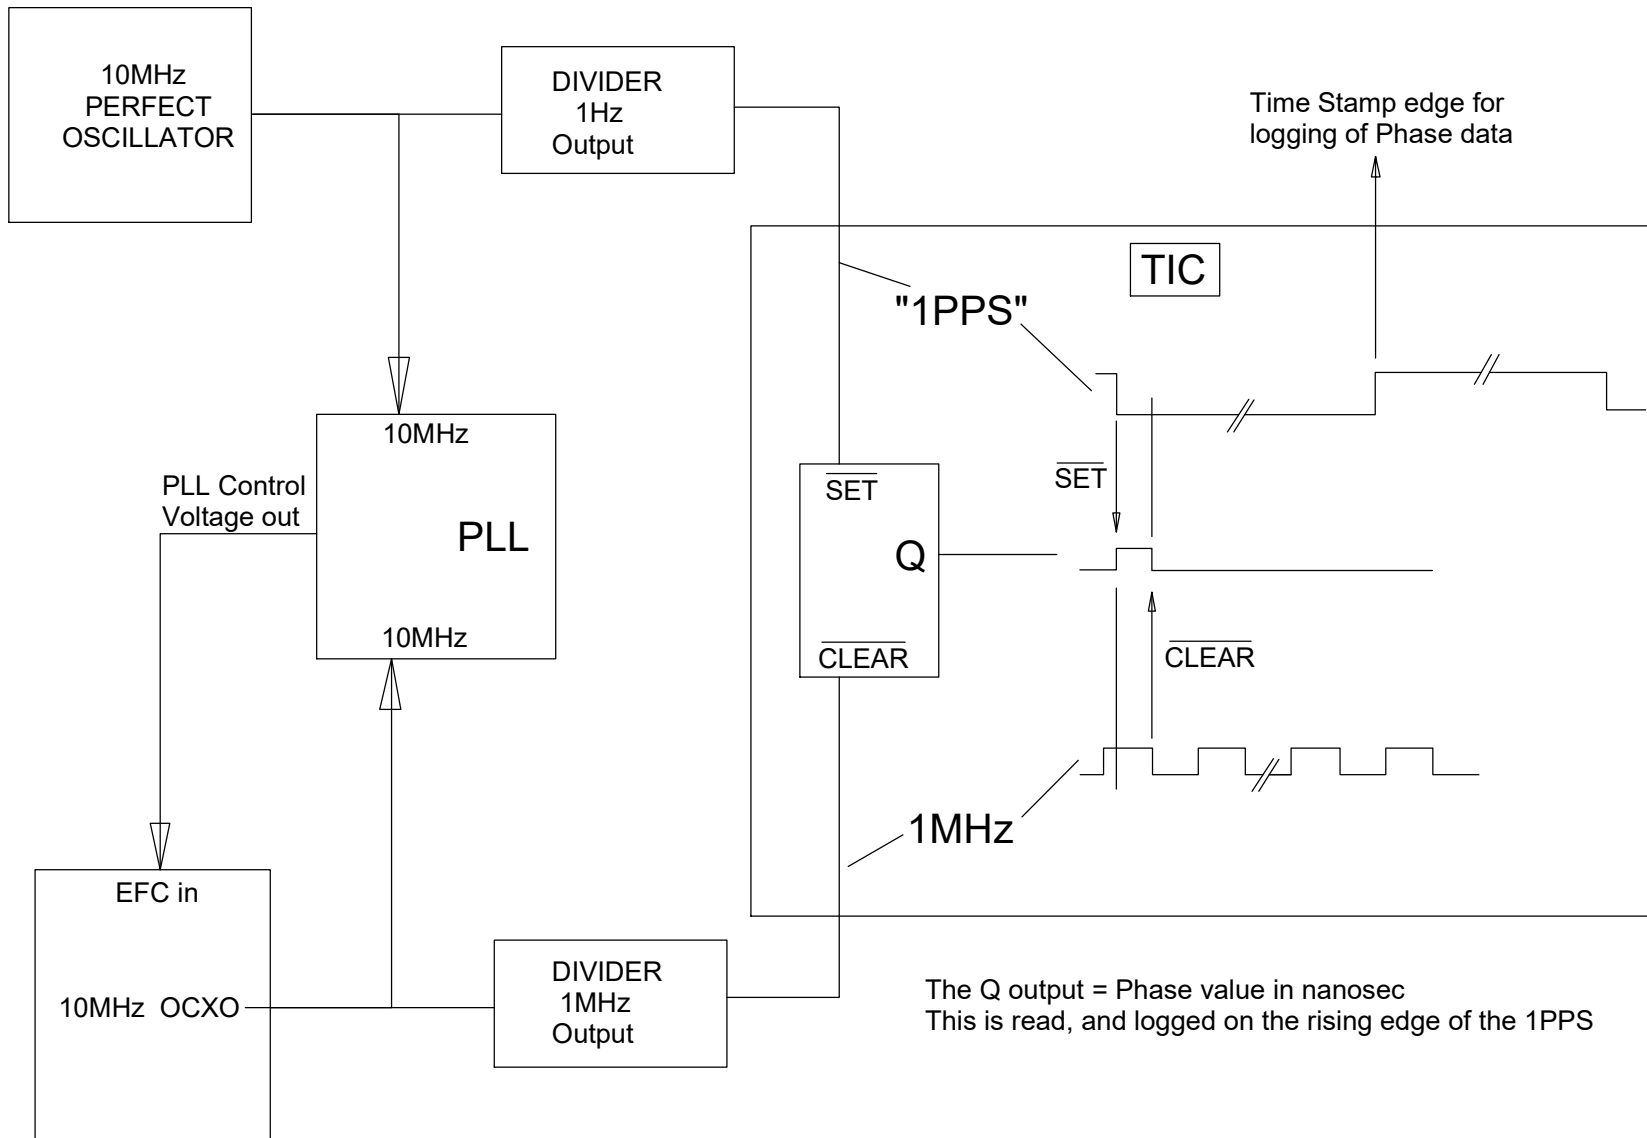 10MHz
PERFECT
OSCILLATOR
DIVIDER
1Hz
Output
Time Stamp edge for
logging of Phase data
TIC
"1PPS"
10MHz
PLL Control
Voltage out
PLL
10MHz
SET
Q
CLEAR
SET
CLEAR
1MHz
EFC in
10MHz OCXO
DIVIDER
1MHz
Output
The Q output = Phase value in nanosec
This is read, and logged on the rising edge of the 1PPS